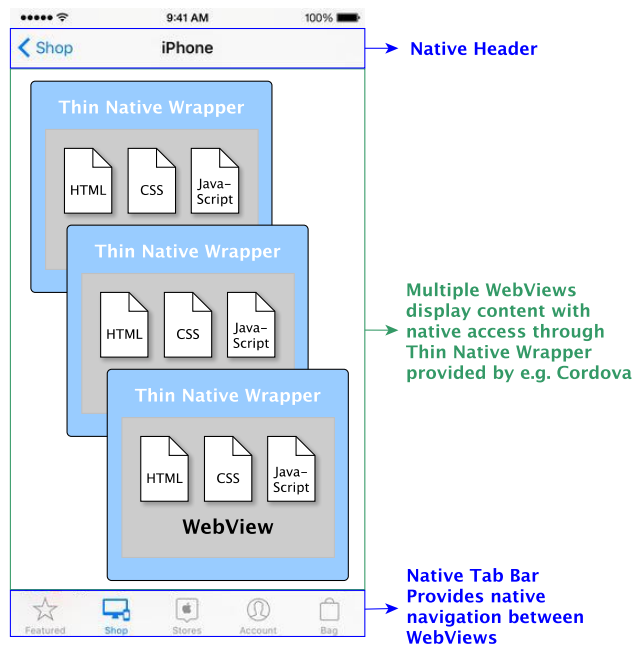 9:41 AM
100%
Shop
iPhone
Native Header
Thin Native Wrapper
HTML
CSS
Java-
Script
Thin Native Wrapper
HTML
CSS
Java-
Script
Multiple WebViews
display content with
native access through
Thin Native Wrapper
provided by e.g. Cordova
Thin Native Wrapper
HTML
CSS
Java-
Script
WebView
Native Tab Bar
Provides native
navigation between
WebViews
Featured
Shop
Stores
Account
Bag